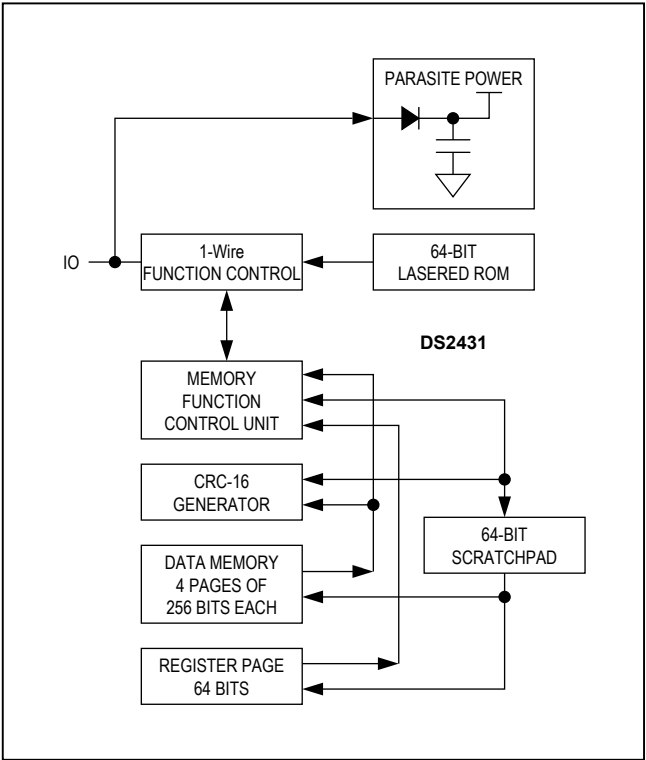 PARASITE POWER
IO
1-Wire
FUNCTION CONTROL
64-BIT
LASERED ROM
DS2431
MEMORY
FUNCTION
CONTROL UNIT
CRC-16
GENERATOR
64-BIT
SCRATCHPAD
DATA MEMORY
4 PAGES OF
256 BITS EACH
REGISTER PAGE
64 BITS